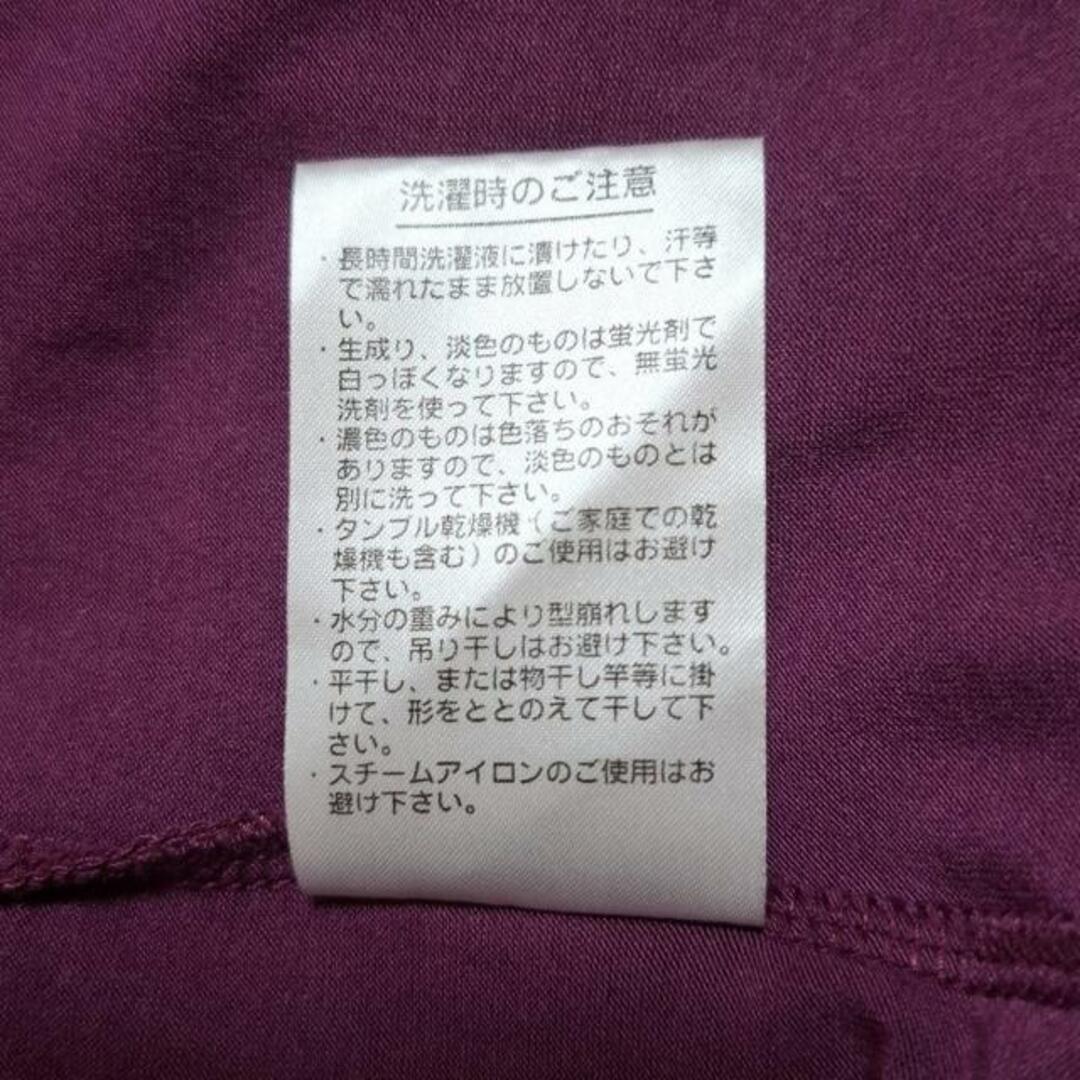 洗濯時のご注意
・長時間洗濯液に漬けたり、汗等
で濡れたまま放置しないで下さ
い。
・生成り、淡色のものは蛍光剤で
白っぽくなりますので、無蛍光
洗剤を使って下さい。
・濃色のものは色落ちのおそれが
ありますので、淡色のものとは
別に洗って下さい。
・タンブル乾燥機（ご家庭での乾
燥機も含む）のご使用はお避け
下さい。
・水分の重みにより型崩れします
ので、吊り干しはお避け下さい。
・平干し、または物干し竿等に掛
けて、形をととのえて干して下
さい。
・スチームアイロンのご使用はお
避け下さい。